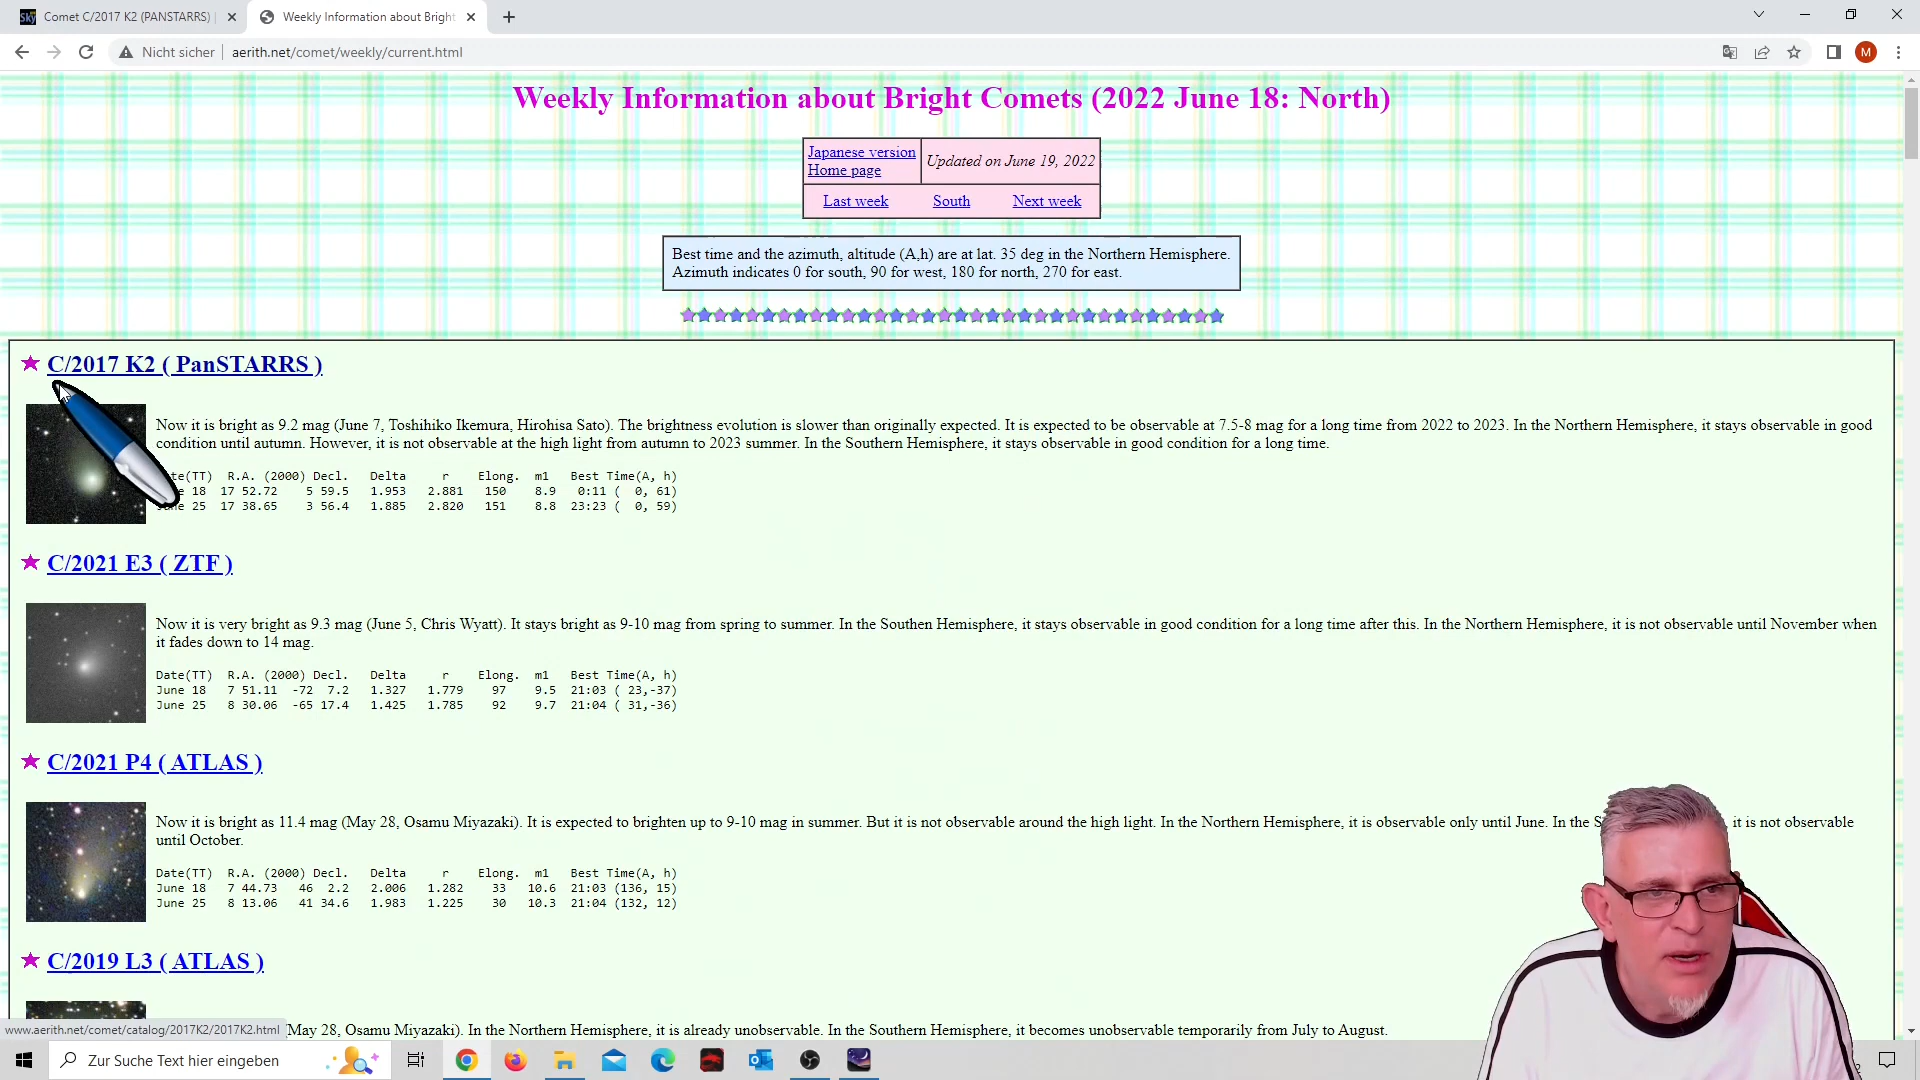 Comet C/2017 K2 (PANSTARRS) |
Weekly Information about Bright
Nicht sicher
aerith.net/comet/weekly/current.html
M
Weekly Information about Bright Comets (2022 June 18: North)
Japanese version
Home page
Updated on June 19, 2022
Last week South Next week
Best time and the azimuth, altitude (A,h) are at lat. 35 deg in the Northern Hemisphere.
Azimuth indicates 0 for south, 90 for west, 180 for north, 270 for east.
C/2017 K2 ( PanSTARRS )
Now it is bright as 9.2 mag (June 7, Toshihiko Ikemura, Hirohisa Sato). The brightness evolution is slower than originally expected. It is expected to be observable at 7.5-8 mag for a long time from 2022 to 2023. In the Northern Hemisphere, it stays observable in good
condition until autumn. However, it is not observable at the high light from autumn to 2023 summer. In the Southern Hemisphere, it stays observable in good condition for a long time.
R.A. (2000) Decl. Delta r Elong. m1 Best Time(A, h)
18 17 52.72 5 59.5 1.953 2.881 150 8.9 0:11 ( 0, 61)
25 17 38.65 3 56.4 1.885 2.820 151 8.8 23:23 ( 0, 59)
C/2021 E3 ( ZTF )
Now it is very bright as 9.3 mag (June 5, Chris Wyatt). It stays bright as 9-10 mag from spring to summer. In the Southen Hemisphere, it stays observable in good condition for a long time after this. In the Northern Hemisphere, it is not observable until November when
it fades down to 14 mag.
Date(TT) R.A. (2000) Decl. Delta r Elong. m1 Best Time(A, h)
June 18 7 51.11 -72 7.2 1.327 1.779 97 9.5 21:03 ( 23,-37)
June 25 8 30.06 -65 17.4 1.425 1.785 92 9.7 21:04 ( 31,-36)
C/2021 P4 ( ATLAS )
Now it is bright as 11.4 mag (May 28, Osamu Miyazaki). It is expected to brighten up to 9-10 mag in summer. But it is not observable around the high light. In the Northern Hemisphere, it is observable only until June. In the it is not observable
until October.
Date(TT) R.A. (2000) Decl. Delta r Elong. m1 Best Time(A, h)
June 18 7 44.73 46 2.2 2.006 1.282 33 10.6 21:03 (136, 15)
June 25 8 13.06 41 34.6 1.983 1.225 30 10.3 21:04 (132, 12)
C/2019 L3 ( ATLAS )
(May 28, Osamu Miyazaki). In the Northern Hemisphere, it is already unobservable. In the Southern Hemisphere, it becomes unobservable temporarily from July to August.
www.aerith.net/comet/catalog/2017K2/2017K2.html
Zur Suche Text hier eingeben